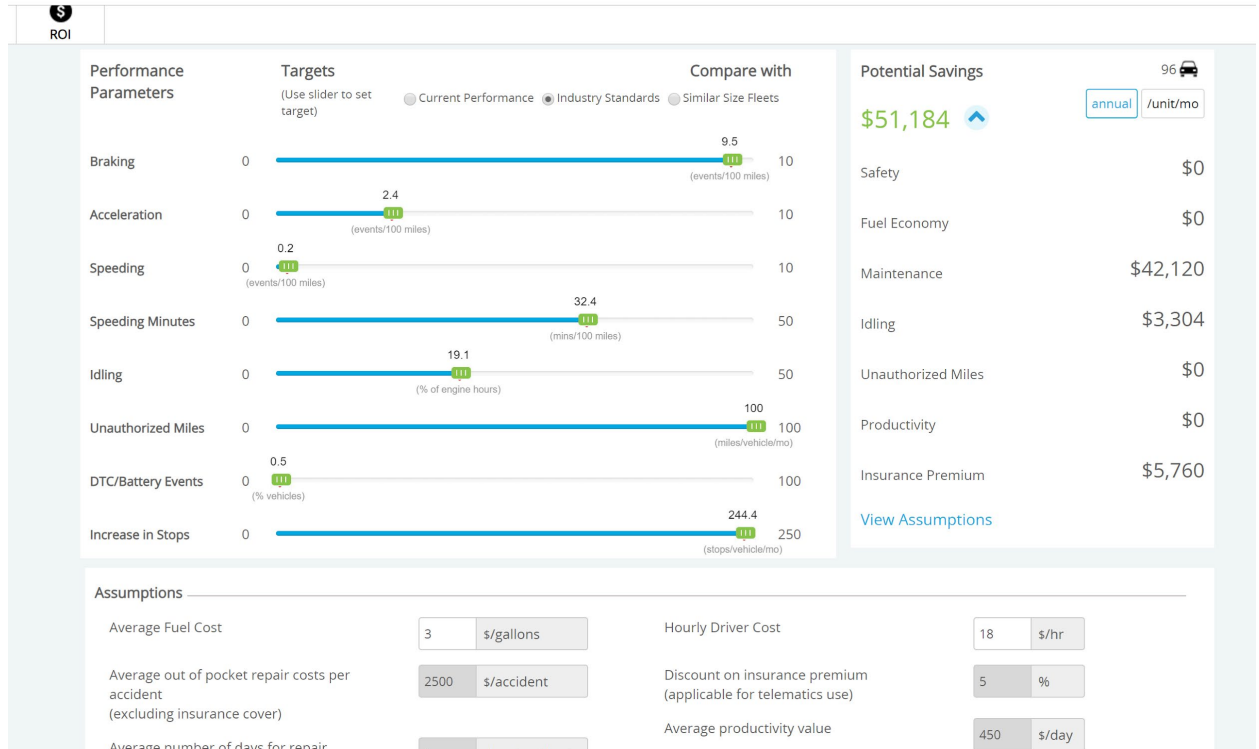 $
ROI
Performance
Parameters
Targets
(Use slider to set
target)
Compare with
Current Performance
Industry Standards
Similar Size Fleets
Braking
0
9.5
10
(events/100 miles)
Acceleration
0
2.4
10
(events/100 miles)
Speeding
0
0.2
10
(events/100 miles)
Speeding Minutes
0
32.4
50
(mins/100 miles)
Idling
0
19.1
50
(% of engine hours)
Unauthorized Miles
0
100
100
(miles/vehicle/mo)
DTC/Battery Events
0
0.5
100
(% vehicles)
Increase in Stops
0
244.4
250
(stops/vehicle/mo)
Potential Savings
96
$51,184
annual
/unit/mo
Safety $0
Fuel Economy $0
Maintenance $42,120
Idling $3,304
Unauthorized Miles $0
Productivity $0
Insurance Premium $5,760
View Assumptions
Assumptions
Average Fuel Cost
3 $/gallons
Average out of pocket repair costs per
accident
(excluding insurance cover)
2500 $/accident
Average number of days for repair
Hourly Driver Cost
18 $/hr
Discount on insurance premium
(applicable for telematics use)
5 %
Average productivity value
450 $/day